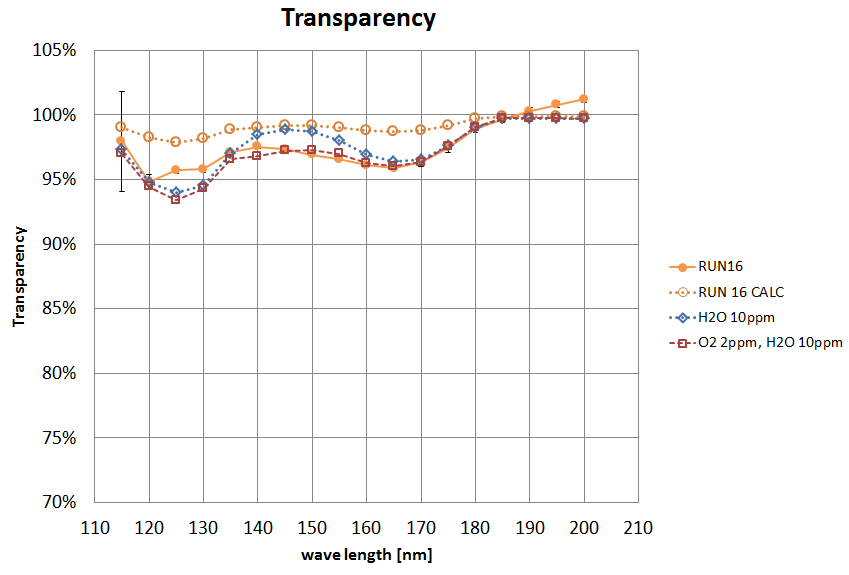 Transparency
105%
100%
95%
90%
85%
80%
75%
70%
Transparency
110 120 130 140 150 160 170 180 190 200 210
wave length [nm]
RUN16
RUN 16 CALC
H2O 10ppm
O2 2ppm, H2O 10ppm